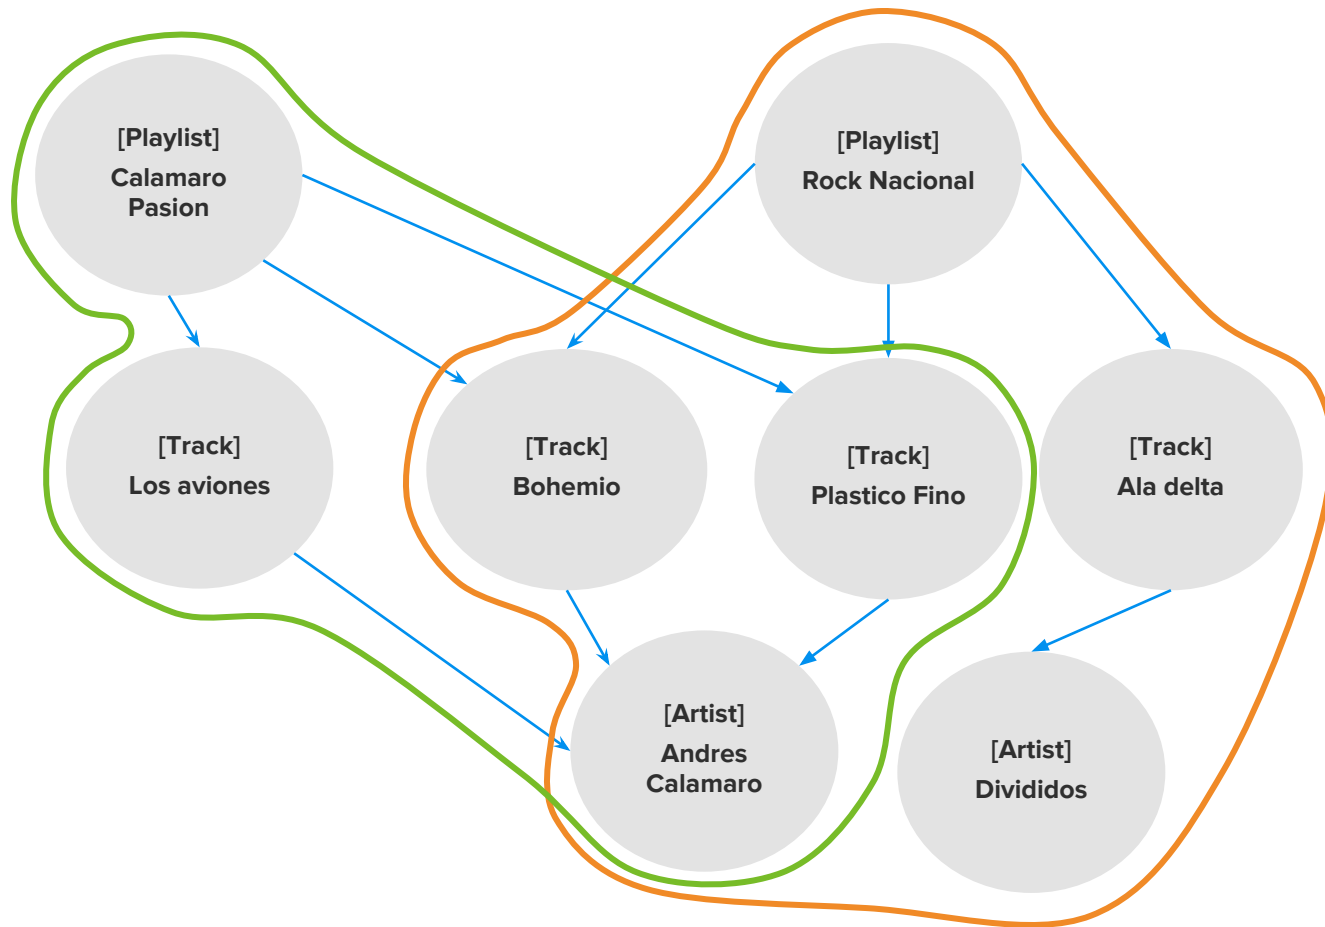 [Playlist]
Calamaro
Pasion
[Playlist]
Rock Nacional
[Track]
Los aviones
[Track]
Bohemio
[Track]
Plastico Fino
[Track]
Ala delta
[Artist]
Andres
Calamaro
[Artist]
Divididos